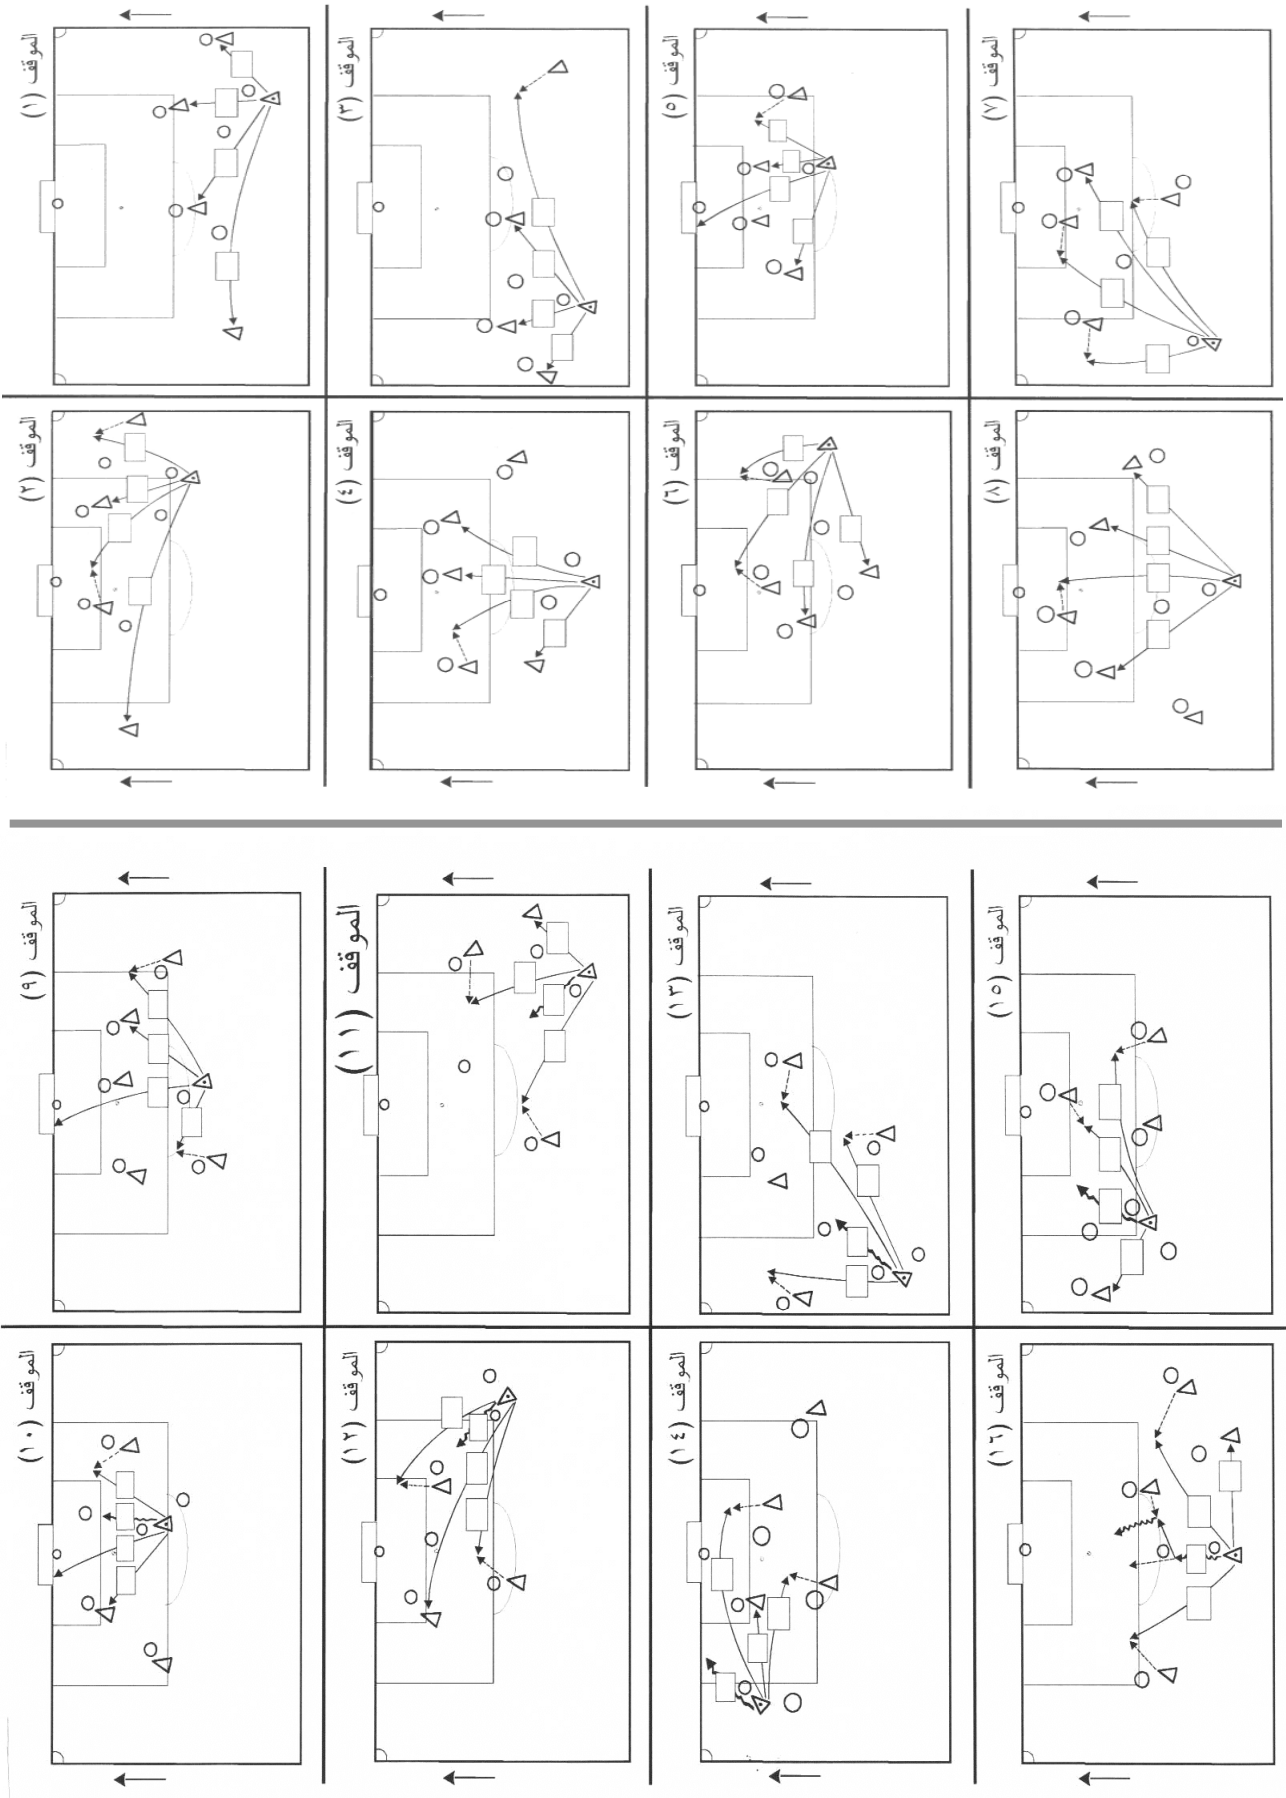 الموقف (١)
الموقف (٢)
الموقف (٣)
الموقف (٤)
الموقف (٥)
الموقف (٦)
الموقف (٧)
الموقف (٨)
الموقف (٩)
الموقف (١٠)
الموقف (١١)
الموقف (١٢)
الموقف (١٣)
الموقف (١٤)
الموقف (١٥)
الموقف (١٦)